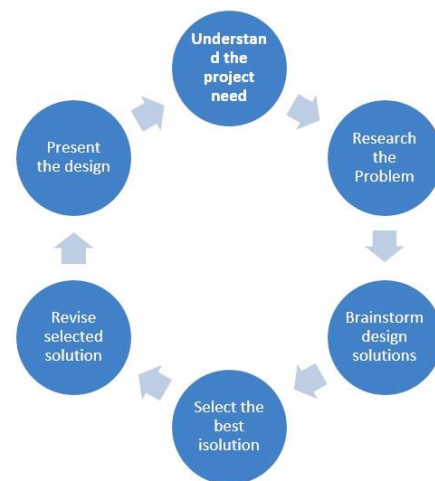 Understan
d the
project
need
Research
the
Problem
Brainstorm
design
solutions
Select the
best
isolution
Revise
selected
solution
Present
the design